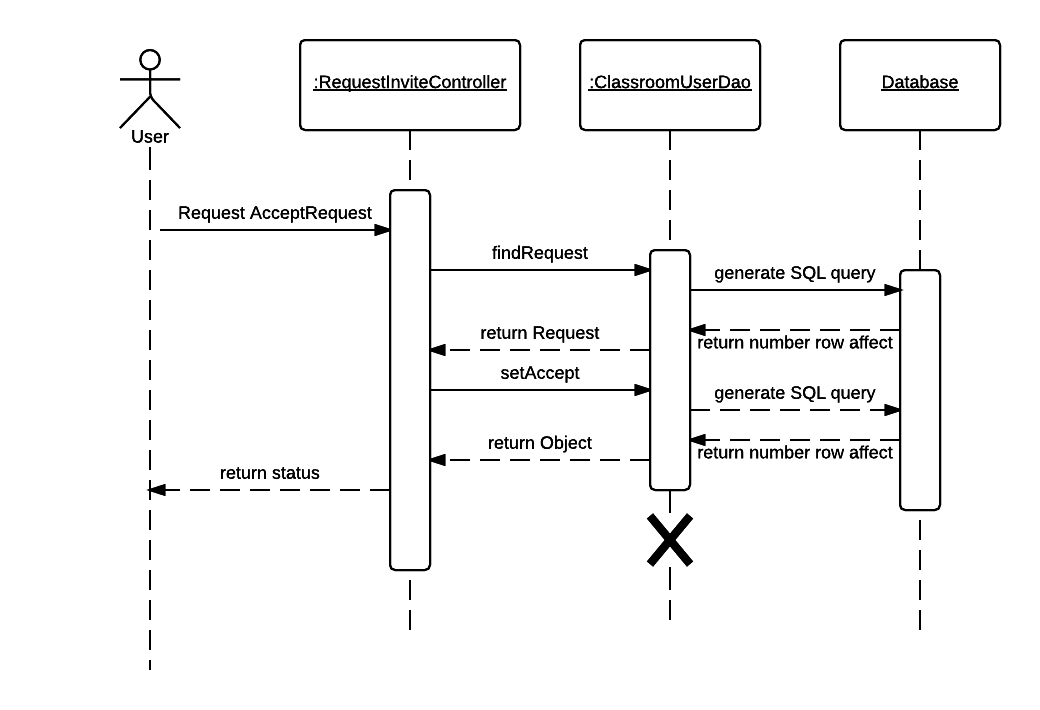 :RequestInviteController
:ClassroomUserDao
Database
User
Request AcceptRequest
findRequest
generate SQL query
return Request
return number row affect
setAccept
generate SQL query
return Object
return number row affect
return status